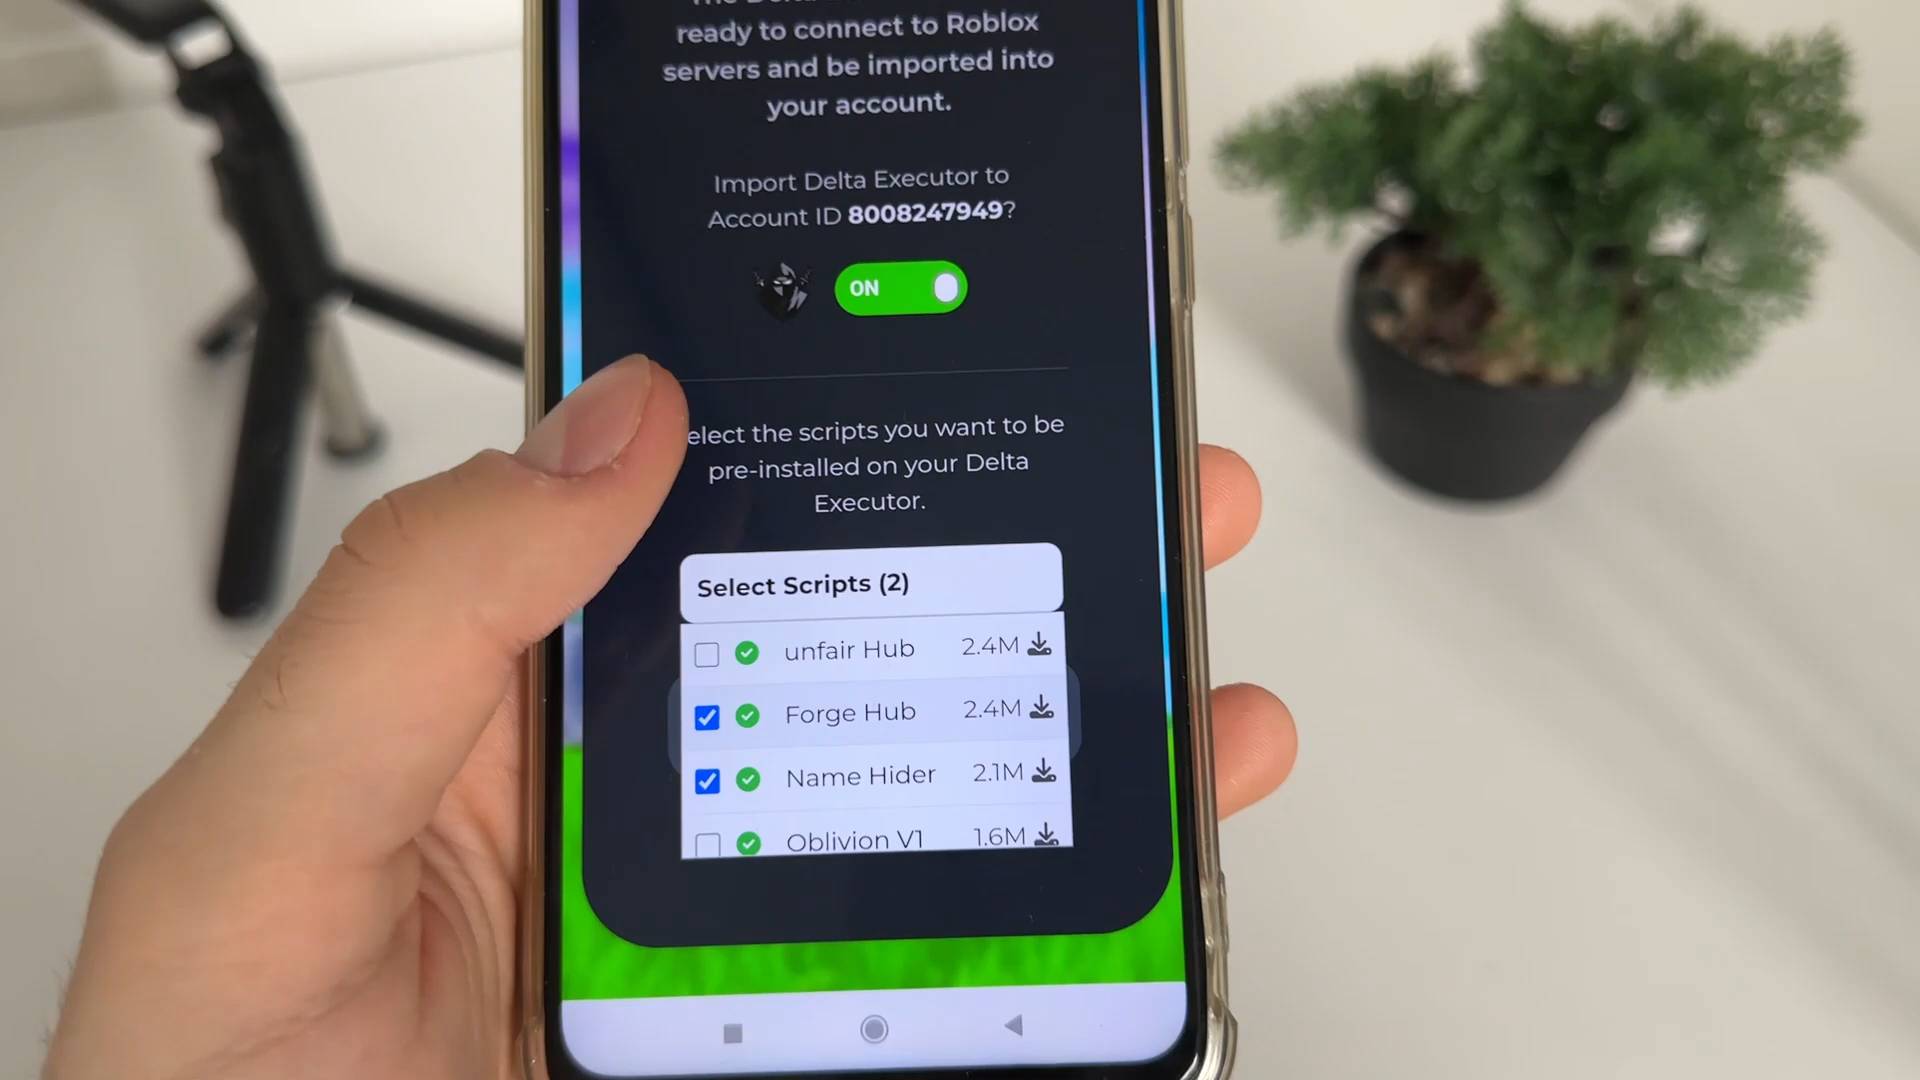 ready to connect to Roblox
servers and be imported into
your account.
Import Delta Executor to
Account ID 8008247949?
ON
elect the scripts you want to be
pre-installed on your Delta
Executor.
Select Scripts (2)
unfair Hub 2.4M
Forge Hub 2.4M
Name Hider 2.1M
Oblivion V1 1.6M